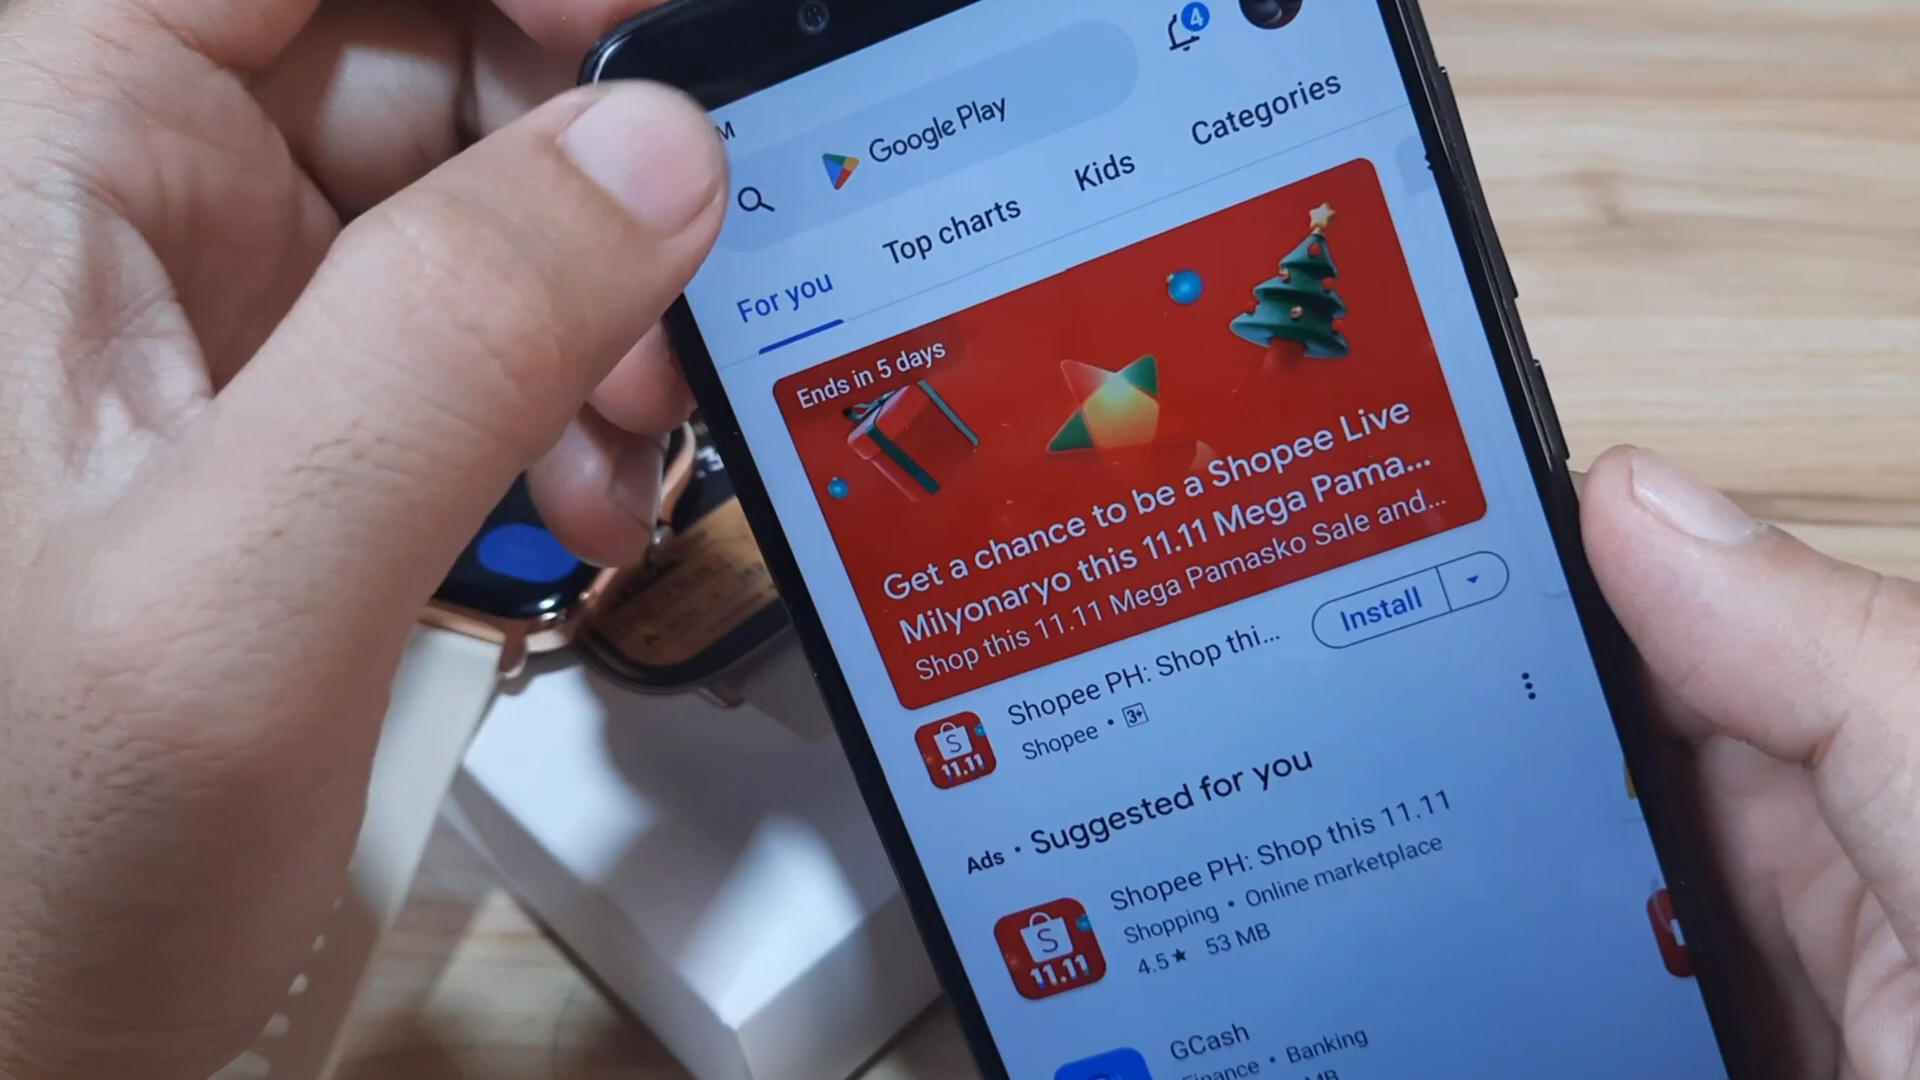 4
M
Google Play
For you
Top charts
Kids
Categories
Ends in 5 days
Get a chance to be a Shopee Live
Milyonaryo this 11.11 Mega Pama...
Shop this 11.11 Mega Pamasko Sale and...
S
11.11
Shopee PH: Shop thi...
Shopee • 3+
Install
Ads • Suggested for you
S
11.11
Shopee PH: Shop this 11.11
Shopping • Online marketplace
4.5★ 53 MB
GCash
Finance • Banking
MB